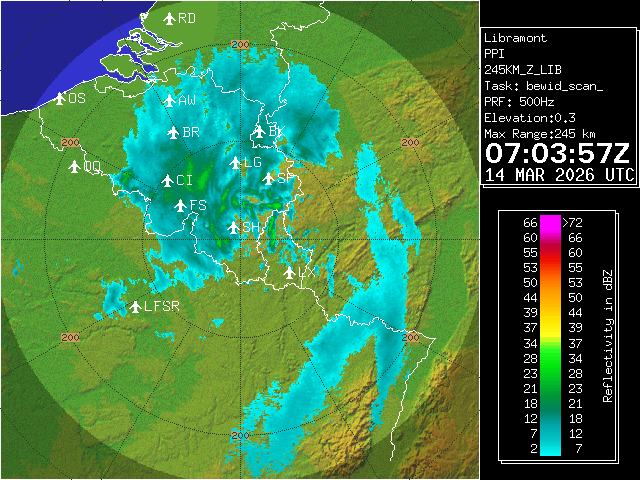 RD
200
OS
AW
BR
BK
200
200
QQ
LG
CI
SP
FS
SH
LX
LFSR
200
200
200
Libramont
PPI
245KM_Z_LIB
Task: bewid_scan_
PRF: 500Hz
Elevation:0.3
Max Range:245 km
07:03:57Z
14 MAR 2026 UTC
66 >72
60 66
55 60
53 55
50 53
44 50
39 44
37 39
34 37
28 34
23 28
21 23
18 21
12 18
7 12
2 7
Reflectivity in dBZ